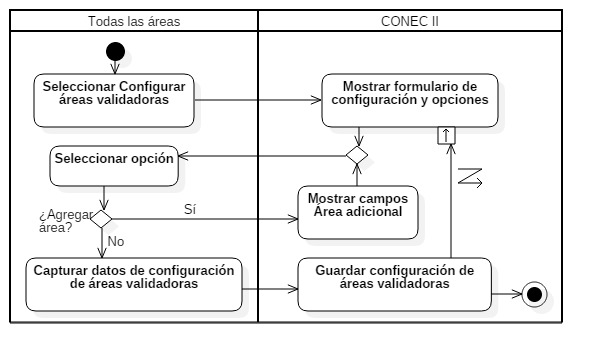 Todas las áreas
CONEC II
Seleccionar Configurar
áreas validadoras
Mostrar formulario de
configuración y opciones
Seleccionar opción
Mostrar campos
Área adicional
¿Agregar
área?
Sí
No
Capturar datos de configuración
de áreas validadoras
Guardar configuración de
áreas validadoras